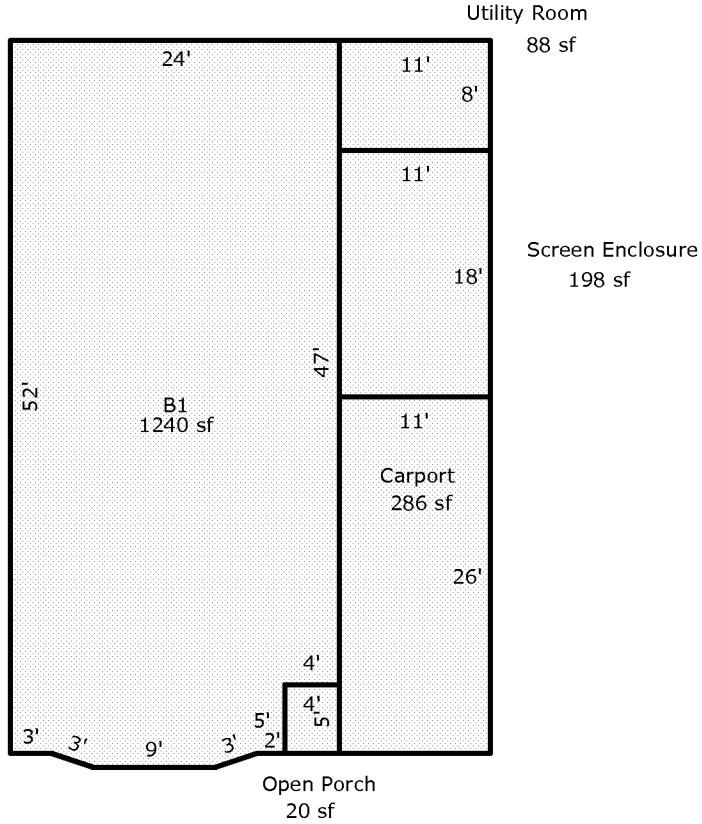 Utility Room
88 sf
24'
11'
8'
11'
Screen Enclosure
198 sf
18'
47'
52'
B1
1240 sf
11'
Carport
286 sf
26'
4'
4'
5'
5'
3'
3'
9'
3'
2'
Open Porch
20 sf